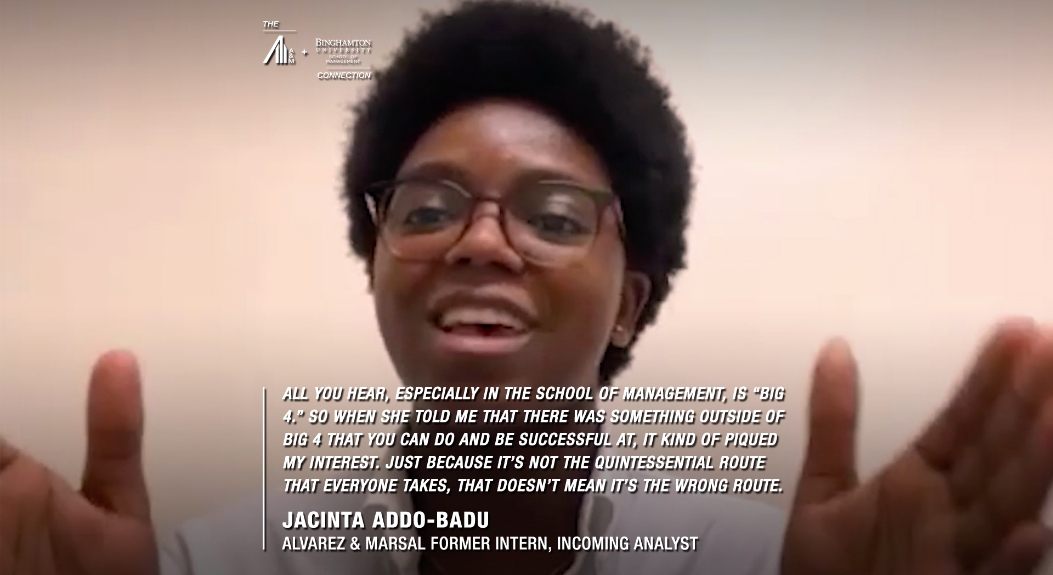 THE
A&M + BINGHAMTON
UNIVERSITY
SCHOOL OF
MANAGEMENT
CONNECTION
ALL YOU HEAR, ESPECIALLY IN THE SCHOOL OF MANAGEMENT, IS “BIG
4.” SO WHEN SHE TOLD ME THAT THERE WAS SOMETHING OUTSIDE OF
BIG 4 THAT YOU CAN DO AND BE SUCCESSFUL AT, IT KIND OF PIQUED
MY INTEREST. JUST BECAUSE IT’S NOT THE QUINTESSENTIAL ROUTE
THAT EVERYONE TAKES, THAT DOESN’T MEAN IT’S THE WRONG ROUTE.
JACINTA ADDO-BADU
ALVAREZ & MARSAL FORMER INTERN, INCOMING ANALYST